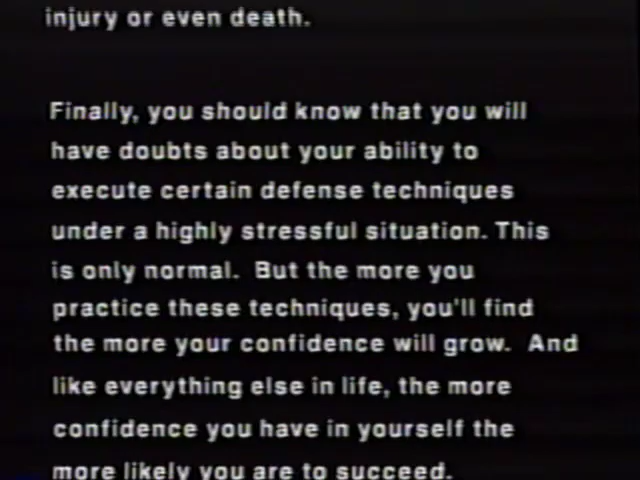 injury or even death.
Finally, you should know that you will
have doubts about your ability to
execute certain defense techniques
under a highly stressful situation. This
is only normal. But the more you
practice these techniques, you'll find
the more your confidence will grow. And
like everything else in life, the more
confidence you have in yourself the
more likely you are to succeed.